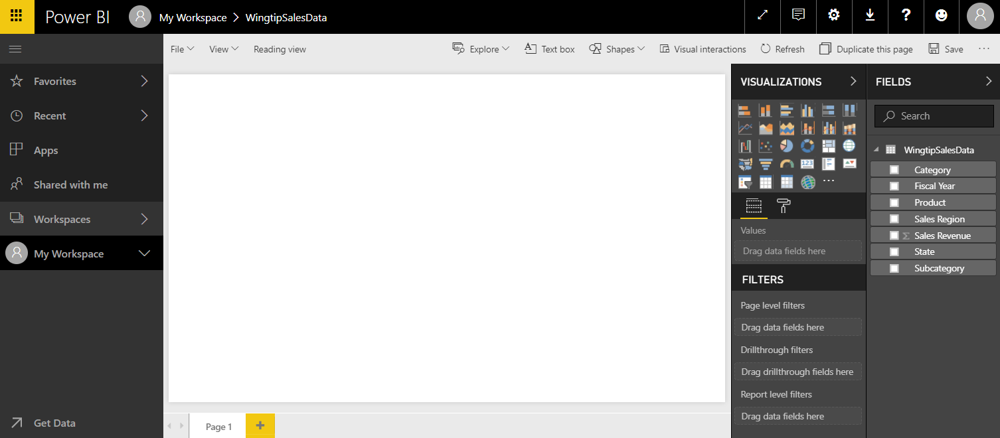 Power BI
My Workspace > WingtipSalesData
?
File
View
Reading view
Explore
Text box
Shapes
Visual interactions
Refresh
Duplicate this page
Save
...
Favorites
Recent
Apps
Shared with me
Workspaces
My Workspace
Get Data
Page 1
+
VISUALIZATIONS
123
...
Values
Drag data fields here
FILTERS
Page level filters
Drag data fields here
Drillthrough filters
Drag drillthrough fields here
Report level filters
Drag data fields here
FIELDS
Search
WingtipSalesData
Category
Fiscal Year
Product
Sales Region
Σ Sales Revenue
State
Subcategory